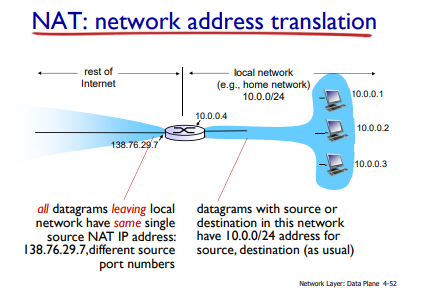 NAT: network address translation
rest of
Internet
local network
(e.g., home network)
10.0.0/24
10.0.0.1
10.0.0.4
10.0.0.2
138.76.29.7
10.0.0.3
all datagrams leaving local
network have same single
source NAT IP address:
138.76.29.7,different source
port numbers
datagrams with source or
destination in this network
have 10.0.0/24 address for
source, destination (as usual)
Network Layer: Data Plane 4-52